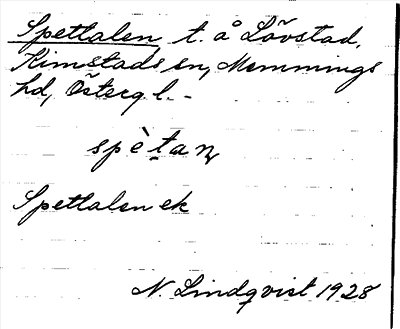 Spettalen t. å Lövstad,
Kimstads sn, Memmings
hd, Östergl. -
spètan
Spettalen ek
N. Lindqvist 1928